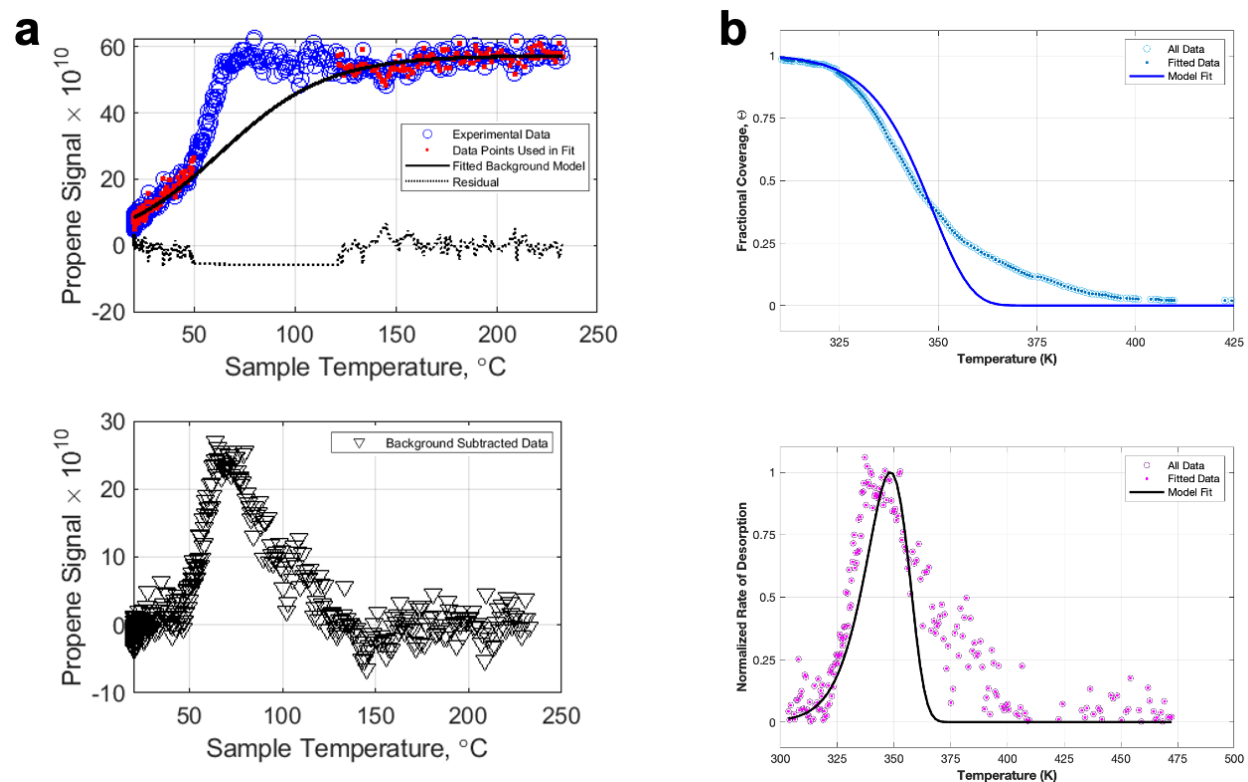 a
Propene Signal × 10^10
60
40
20
0
20
50
100
150
200
250
Experimental Data
Data Points Used in Fit
Fitted Background Model
Residual
Sample Temperature, °C
b
Fractional Coverage, Θ
1
0.75
0.5
0.25
0
325
350
375
400
425
All Data
Fitted Data
Model Fit
Temperature (K)
Propene Signal × 10^10
30
20
10
0
-10
50
100
150
200
250
Background Subtracted Data
Sample Temperature, °C
Normalized Rate of Desorption
1
0.75
0.5
0.25
0
300
325
350
375
400
425
450
475
500
All Data
Fitted Data
Model Fit
Temperature (K)